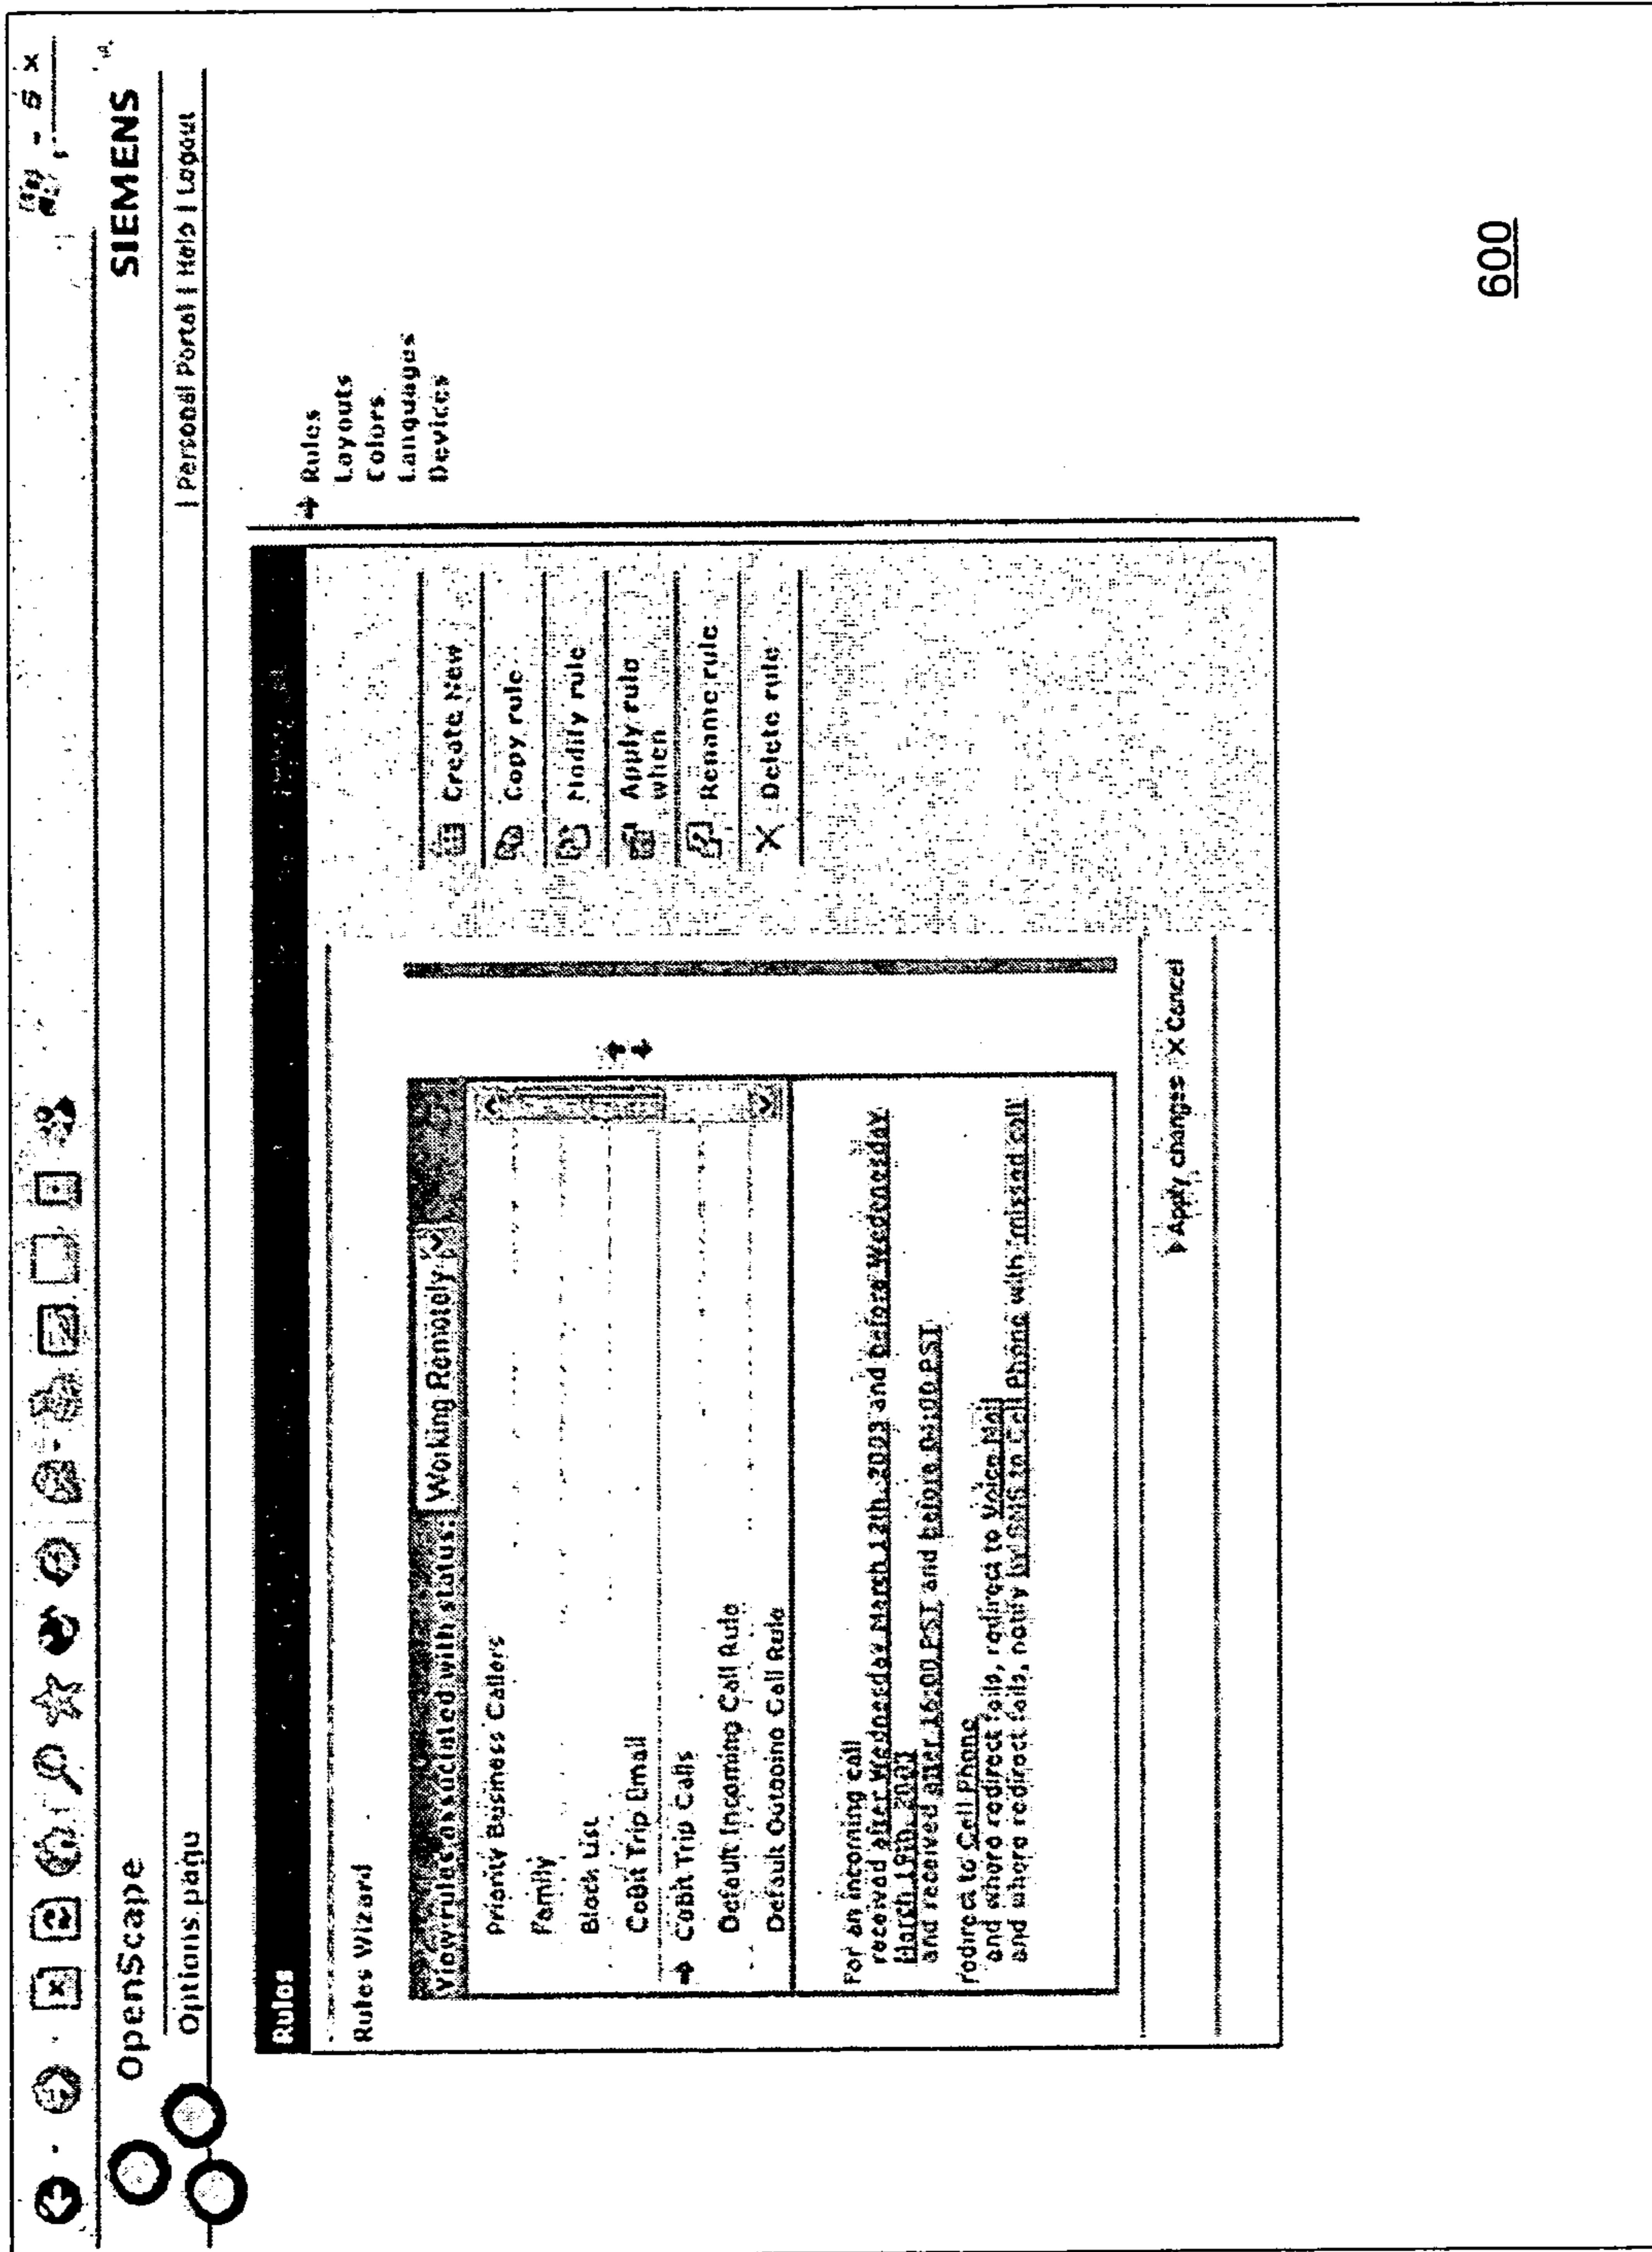 SIEMENS
OpenScape
Options page
| Personal Portal | Help | Logout
Rules
Rules Wizard
View rules associated with status: Working Remotely
Priority Business Callers
Family
Block List
CeBit Trip Email
CeBit Trip Calls
Default Incoming Call Rule
Default Outgoing Call Rule
For an incoming call
received after Wednesday March 12th 2003 and before Wednesday
March 19th, 2003
and received after 16:00 PST and before 04:00 PST
redirect to Cell Phone
and where redirect fails, redirect to Voice Mail
and where redirect fails, notify by SMS to Cell Phone with 'missed call'
Apply changes X Cancel
Create New
Copy rule
Modify rule
Apply rule
when
Rename rule
Delete rule
Rules
Layouts
Colors
Languages
Devices
600